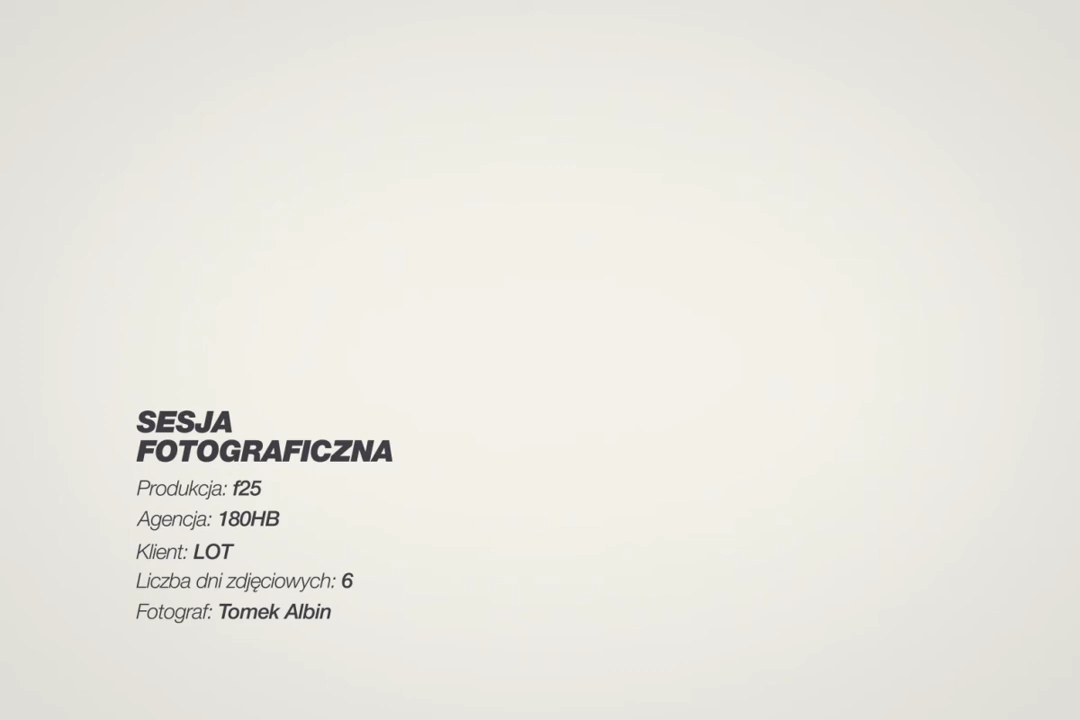 SESJA
FOTOGRAFICZNA
Produkcja: f25
Agencja: 180HB
Klient: LOT
Liczba dni zdjęciowych: 6
Fotograf: Tomek Albin